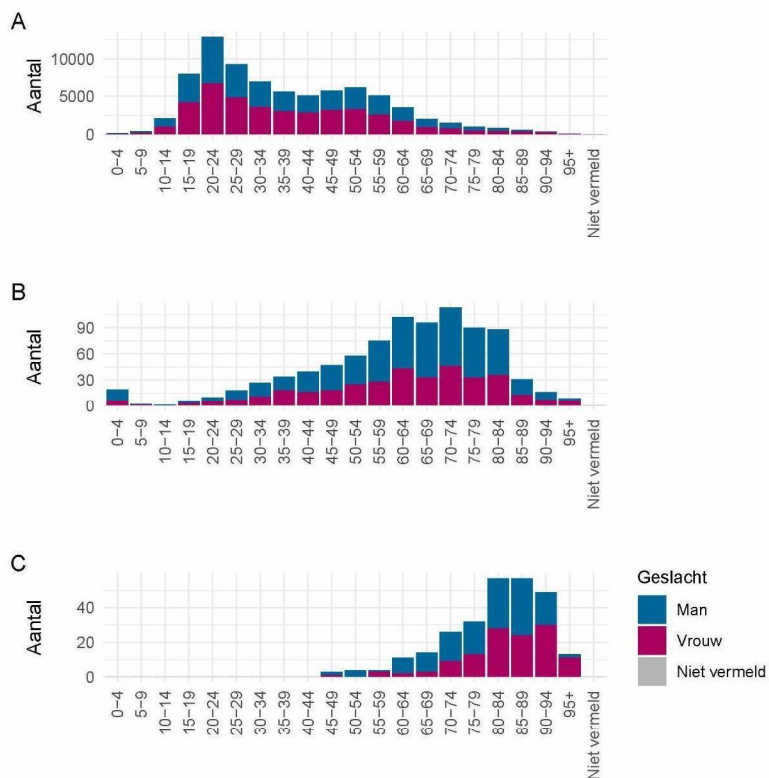 A
Aantal
10000
5000
0
0−4 5−9 10−14 15−19 20−24 25−29 30−34 35−39 40−44 45−49 50−54 55−59 60−64 65−69 70−74 75−79 80−84 85−89 90−94 95+ Niet vermeld
B
Aantal
90
60
30
0
0−4 5−9 10−14 15−19 20−24 25−29 30−34 35−39 40−44 45−49 50−54 55−59 60−64 65−69 70−74 75−79 80−84 85−89 90−94 95+ Niet vermeld
C
Aantal
40
20
0
0−4 5−9 10−14 15−19 20−24 25−29 30−34 35−39 40−44 45−49 50−54 55−59 60−64 65−69 70−74 75−79 80−84 85−89 90−94 95+ Niet vermeld
Geslacht
Man
Vrouw
Niet vermeld